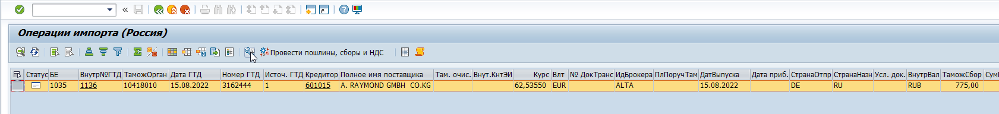 Операции импорта (Россия)
Провести пошлины, сборы и НДС
Статус БЕ Внутр№ГТД ТаможОрган Дата ГТД Номер ГТД Источ. ГТД Кредитор Полное имя поставщика Там. очис. Внут.КнтЭИ Курс Влт № ДокТранс ИдБрокера ПлПоручТам ДатВыпуска Дата приб. СтранаОтпр СтранаНазн Усл. док. ВнутрВал ТаможСбор Сум
1035 1136 10418010 15.08.2022 3162444 1 601015 A. RAYMOND GMBH CO.KG 62,53550 EUR ALTA 15.08.2022 DE RU RUB 775,00